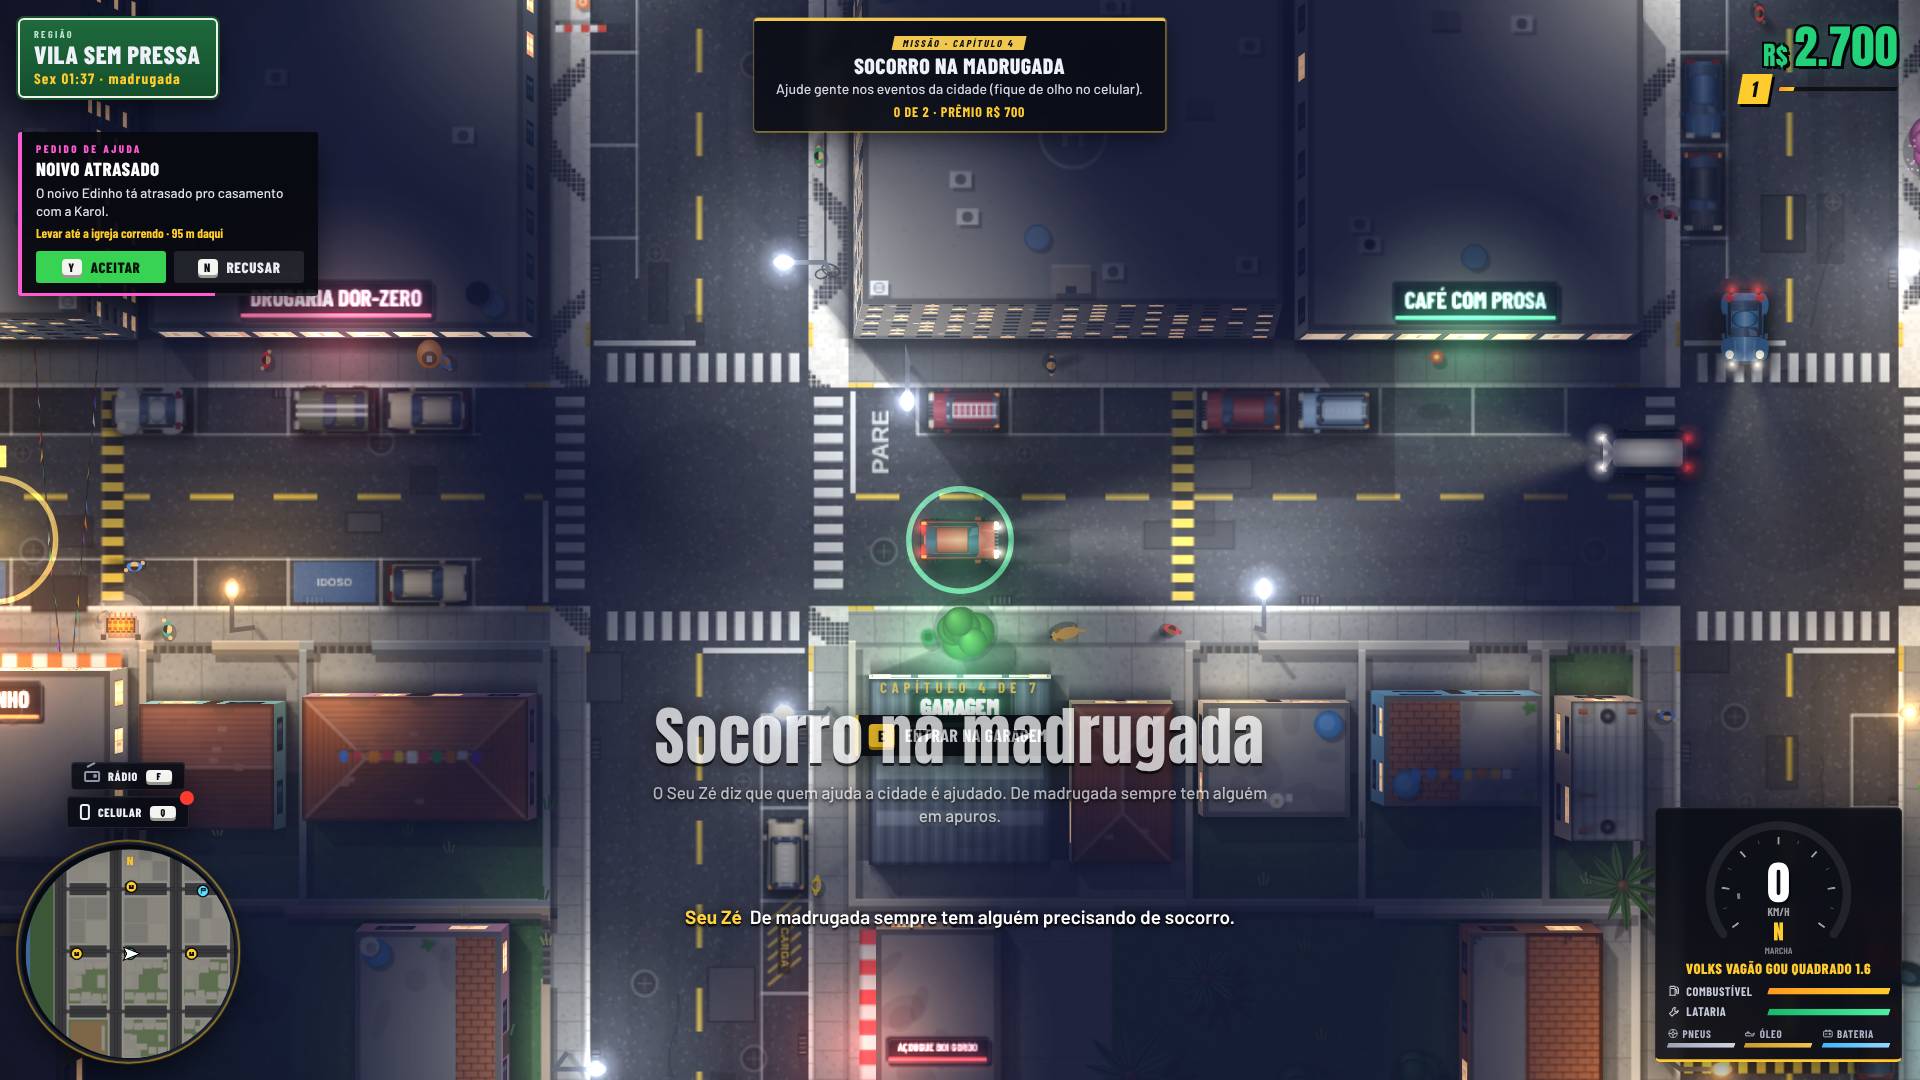 REGIÃO
VILA SEM PRESSA
Sex 01:37 · madrugada
MISSÃO · CAPÍTULO 4
SOCORRO NA MADRUGADA
Ajude gente nos eventos da cidade (fique de olho no celular).
0 DE 2 · PRÊMIO R$ 700
R$ 2.700
1
PEDIDO DE AJUDA
NOIVO ATRASADO
O noivo Edinho tá atrasado pro casamento
com a Karol.
Levar até a igreja correndo · 95 m daqui
Y ACEITAR
N RECUSAR
DROGARIA DOR-ZERO
CAFÉ COM PROSA
PARE
IDOSO
NHO
CAPÍTULO 4 DE 7
GARAGEM
E ENTRAR NA GARAGEM
Socorro na madrugada
O Seu Zé diz que quem ajuda a cidade é ajudado. De madrugada sempre tem alguém
em apuros.
RÁDIO F
CELULAR Q
N
Seu Zé De madrugada sempre tem alguém precisando de socorro.
CARGA
AÇOUGUE BOI GORDO
0
KM/H
N
MARCHA
VOLKS VAGÃO GOU QUADRADO 1.6
COMBUSTÍVEL
LATARIA
PNEUS
ÓLEO
BATERIA